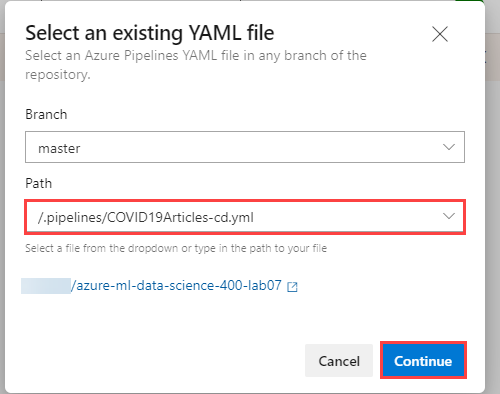 Select an existing YAML file
Select an Azure Pipelines YAML file in any branch of the
repository.
Branch
master
Path
/.pipelines/COVID19Articles-cd.yml
Select a file from the dropdown or type in the path to your file
/azure-ml-data-science-400-lab07
Cancel
Continue